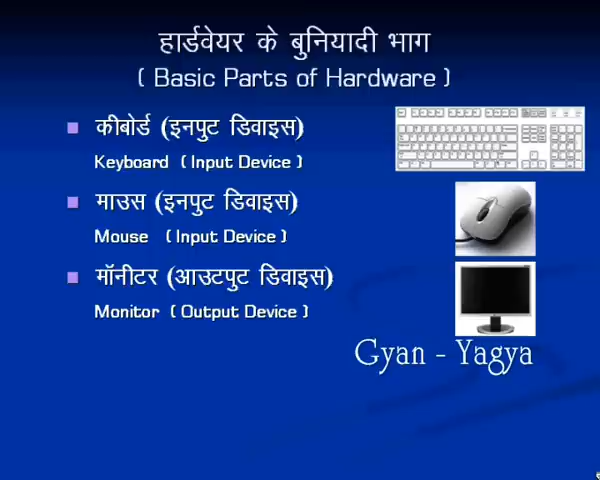 हार्डवेयर के बुनियादी भाग
( Basic Parts of Hardware )
कीबोर्ड (इनपुट डिवाइस)
Keyboard ( Input Device )
माउस (इनपुट डिवाइस)
Mouse ( Input Device )
मॉनीटर (आउटपुट डिवाइस)
Monitor ( Output Device )
Gyan - Yagya